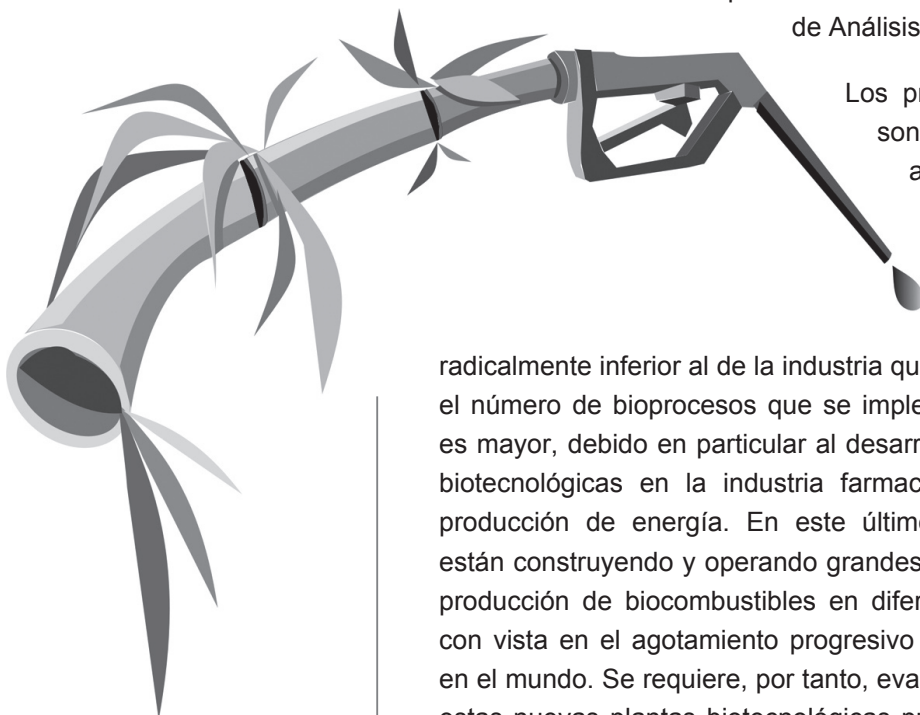 de Análisis
Los pr
son
a
radicalmente inferior al de la industria qu
el número de bioprocesos que se imple
es mayor, debido en particular al desarr
biotecnológicas en la industria farmac
producción de energía. En este últim
están construyendo y operando grandes
producción de biocombustibles en difer
con vista en el agotamiento progresivo
en el mundo. Se requiere, por tanto, eva